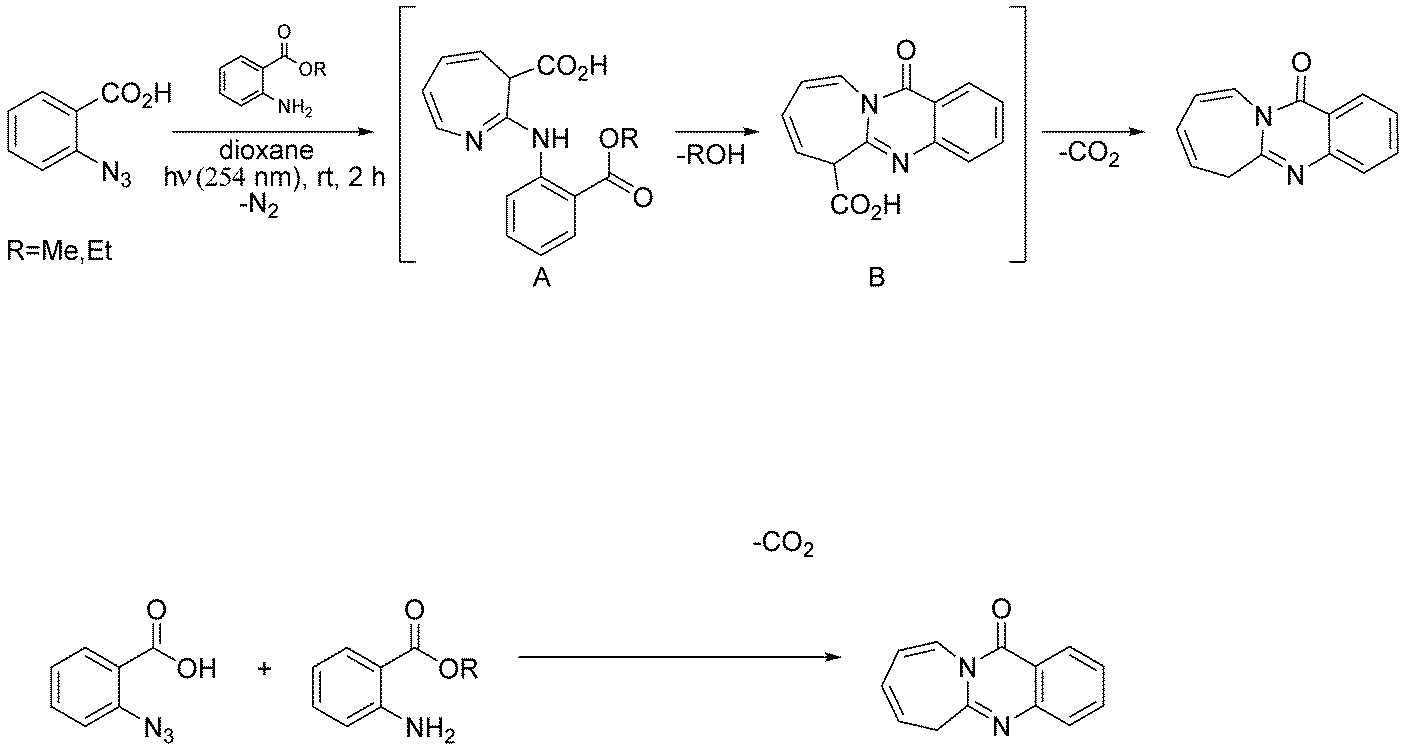 O
OR
NH₂
CO₂H
N₃
dioxane
hν (254 nm), rt, 2 h
-N₂
R=Me,Et
CO₂H
N
NH
OR
O
A
-ROH
O
N
N
CO₂H
B
-CO₂
O
N
N
-CO₂
O
OH
N₃
+
O
OR
NH₂
O
N
N